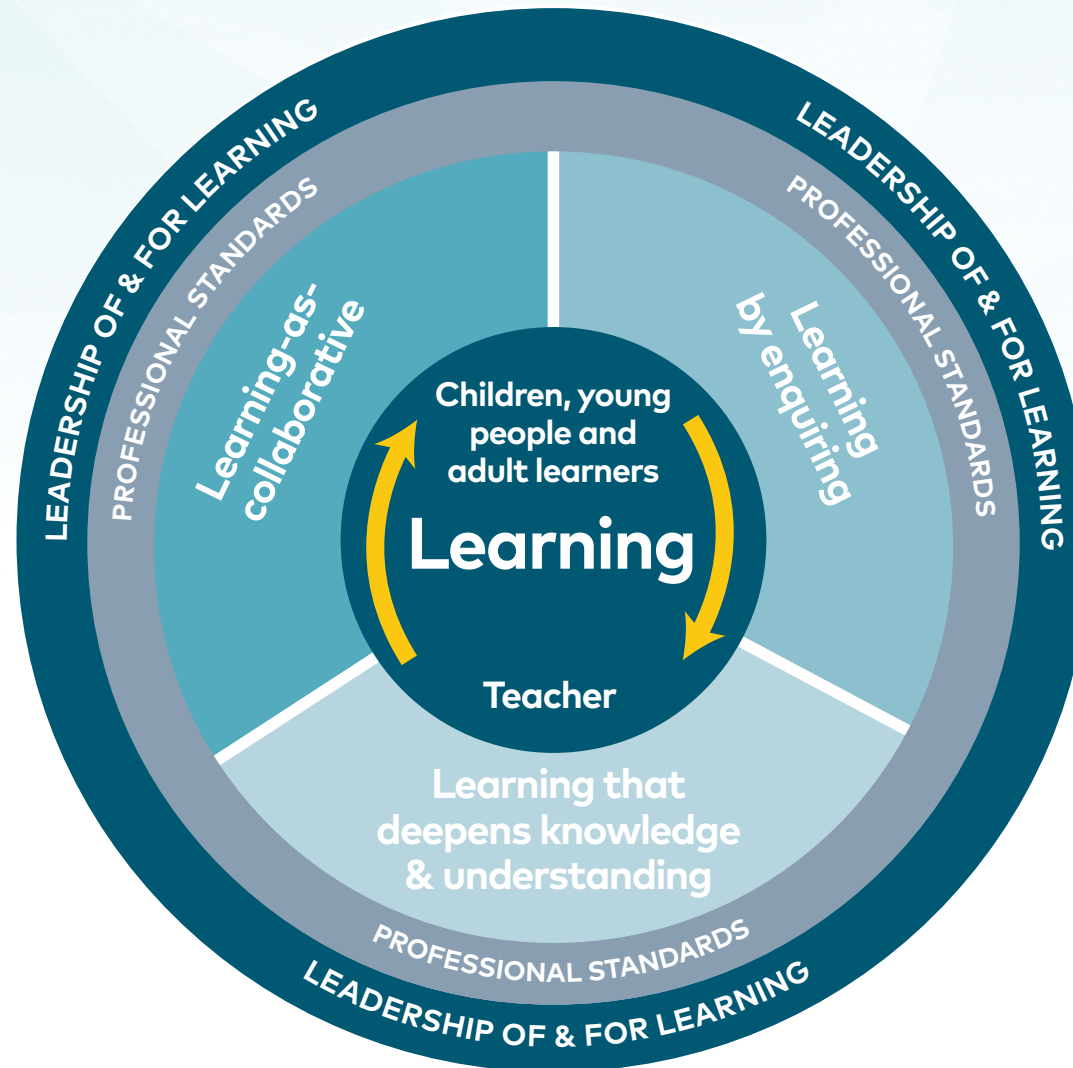 LEADERSHIP OF & FOR LEARNING
LEADERSHIP OF & FOR LEARNING
PROFESSIONAL STANDARDS
PROFESSIONAL STANDARDS
Learning-as-
collaborative
Learning
by enquiring
Children, young
people and
adult learners
Learning
Teacher
Learning that
deepens knowledge
& understanding
PROFESSIONAL STANDARDS
LEADERSHIP OF & FOR LEARNING